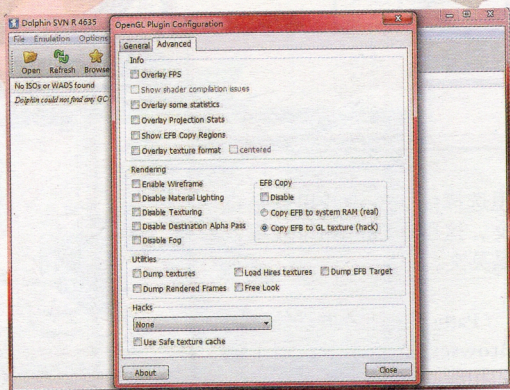 Dolphin SVN R 4635
File Emulation Options
Open Refresh Browse
No ISOs or WADS found
Dolphin could not find any GC
OpenGL Plugin Configuration
General Advanced
Info
Overlay FPS
Show shader compilation issues
Overlay some statistics
Overlay Projection Stats
Show EFB Copy Regions
Overlay texture format centered
Rendering
Enable Wireframe
Disable Material Lighting
Disable Texturing
Disable Destination Alpha Pass
Disable Fog
EFB Copy
Disable
Copy EFB to system RAM (real)
Copy EFB to GL texture (hack)
Utilities
Dump textures Load Hires textures Dump EFB Target
Dump Rendered Frames Free Look
Hacks
None
Use Safe texture cache
About Close